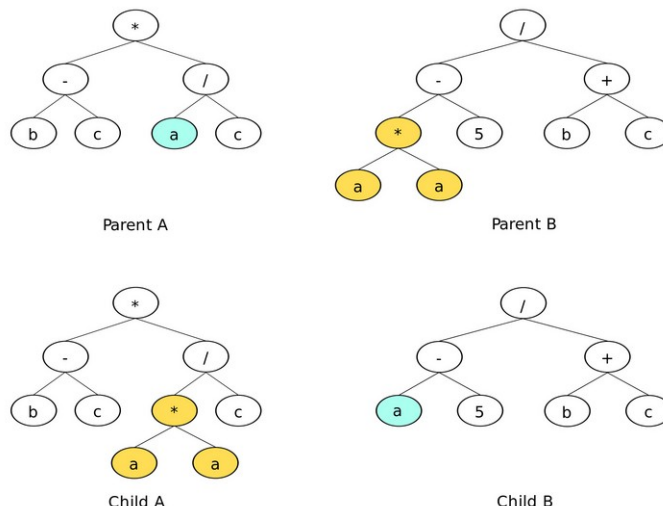 * /
- / - +
b c a c * 5 b c
a a
Parent A Parent B
* /
- / - +
b c * c a 5 b c
a a
Child A Child B